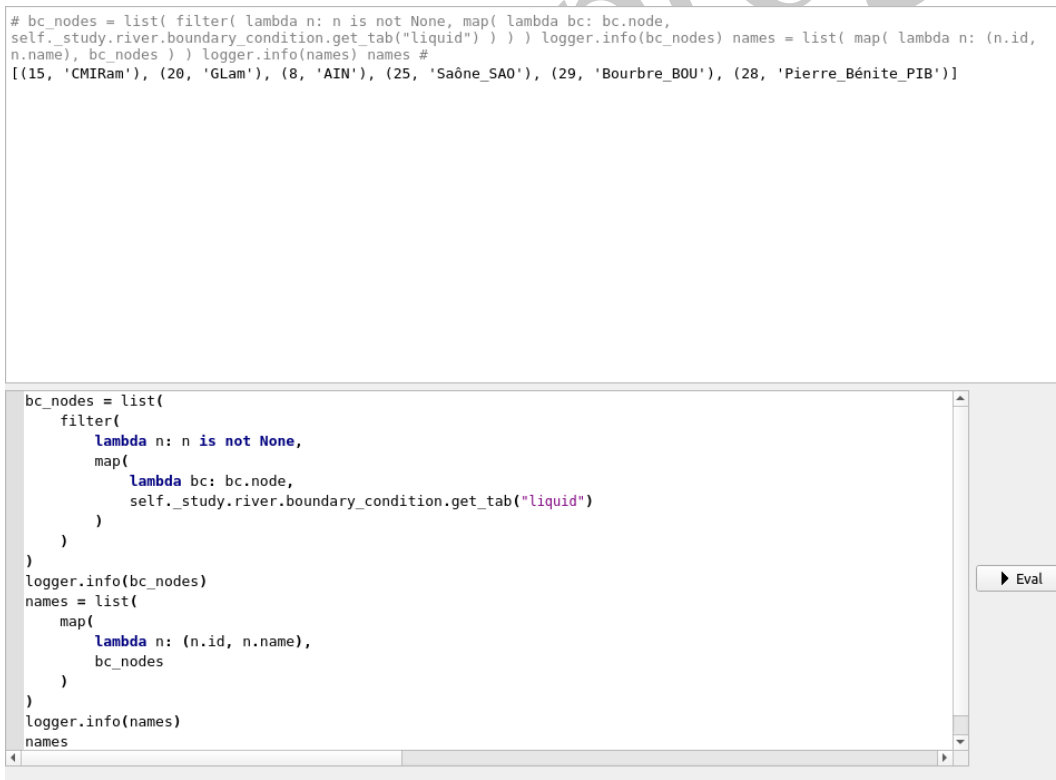 # bc_nodes = list( filter( lambda n: n is not None, map( lambda bc: bc.node,
self._study.river.boundary_condition.get_tab("liquid") ) ) ) logger.info(bc_nodes) names = list( map( lambda n: (n.id,
n.name), bc_nodes ) ) logger.info(names) names #
[(15, 'CMIRam'), (20, 'GLam'), (8, 'AIN'), (25, 'Saône_SAO'), (29, 'Bourbre_BOU'), (28, 'Pierre_Bénite_PIB')]
bc_nodes = list(
    filter(
        lambda n: n is not None,
        map(
            lambda bc: bc.node,
            self._study.river.boundary_condition.get_tab("liquid")
        )
    )
)
logger.info(bc_nodes)
names = list(
    map(
        lambda n: (n.id, n.name),
        bc_nodes
    )
)
logger.info(names)
names
Eval